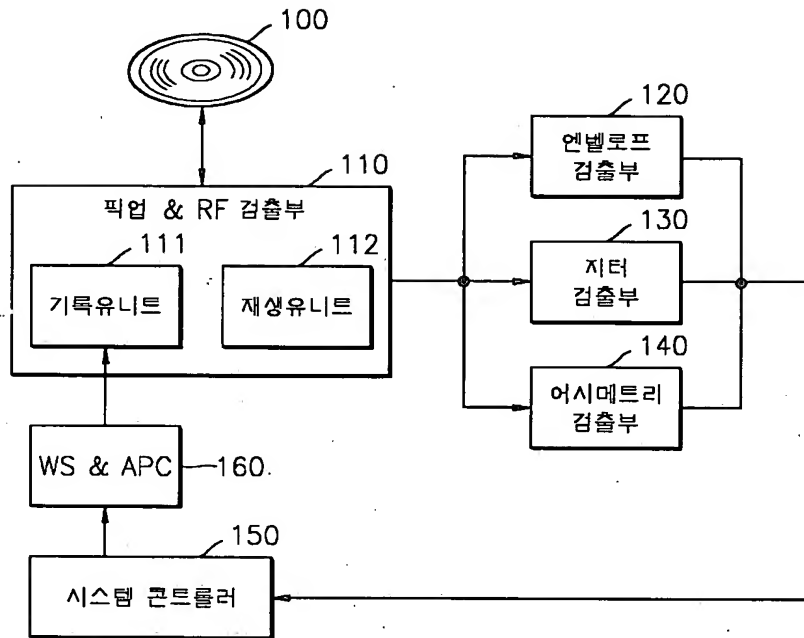 100
110
픽업 & RF 검출부
111
112
기록유니트
재생유니트
120
엔벨로프
검출부
130
지터
검출부
140
어시메트리
검출부
WS & APC
160.
150
시스템 콘트롤러